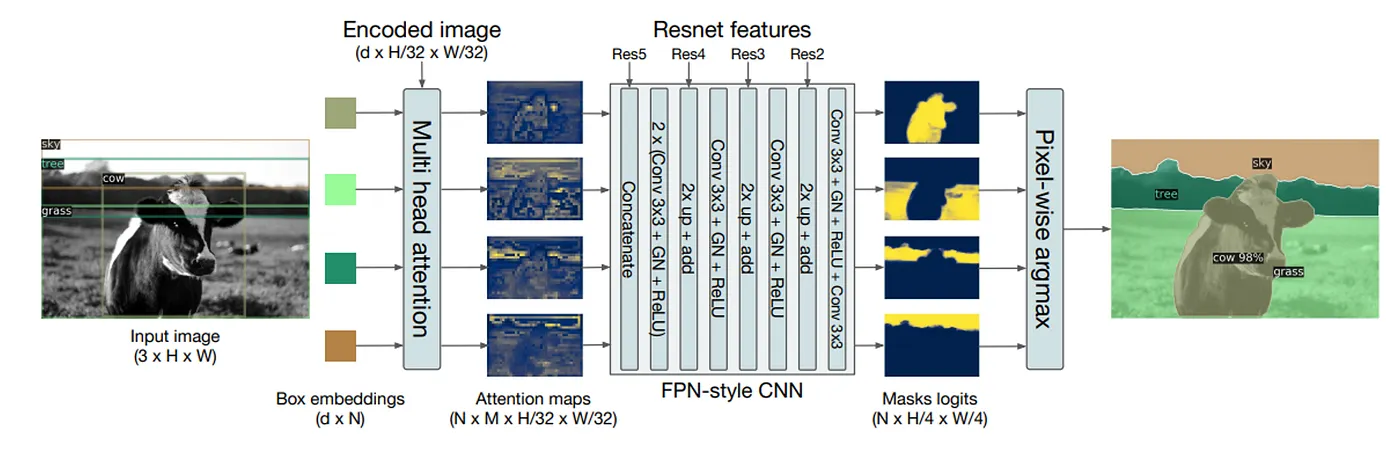 Encoded image
(d x H/32 x W/32)
Resnet features
Res5
Res4
Res3
Res2
sky
tree
cow
grass
Input image
(3 x H x W)
Box embeddings
(d x N)
Multi head attention
Attention maps
(N x M x H/32 x W/32)
Concatenate
2 x (Conv 3x3 + GN + ReLU)
2x up + add
Conv 3x3 + GN + ReLU
2x up + add
Conv 3x3 + GN + ReLU
2x up + add
Conv 3x3 + GN + ReLU + Conv 3x3
FPN-style CNN
Masks logits
(N x H/4 x W/4)
Pixel-wise argmax
sky
tree
cow 98%
grass